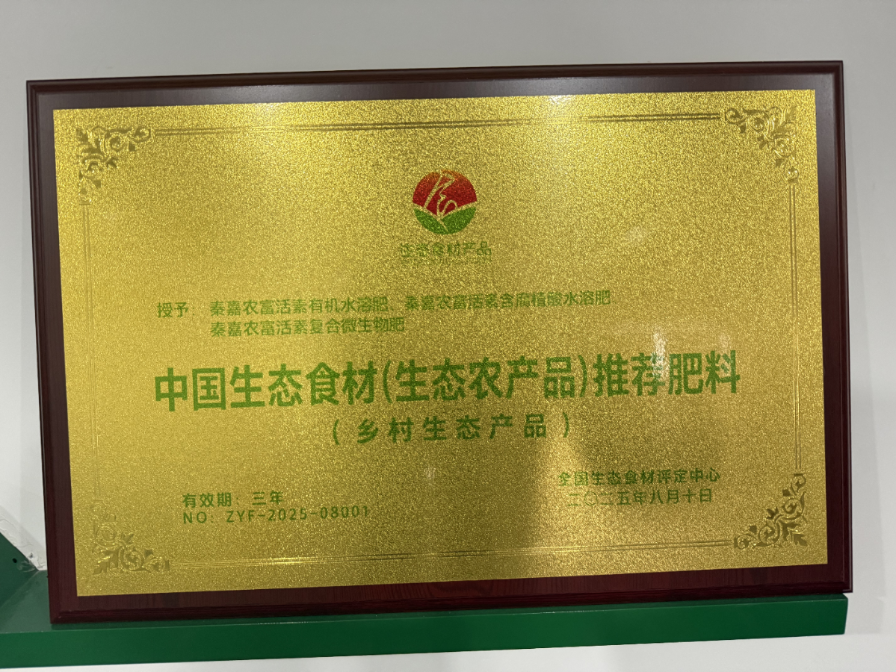 生态食材产品
授予 秦嘉农富活素有机水溶肥、秦嘉农富活素含腐植酸水溶肥
秦嘉农富活素复合微生物肥
中国生态食材(生态农产品)推荐肥料
(乡村生态产品)
有效期：三年
NO：ZYF-2025-08001
全国生态食材评定中心
二〇二五年八月十日